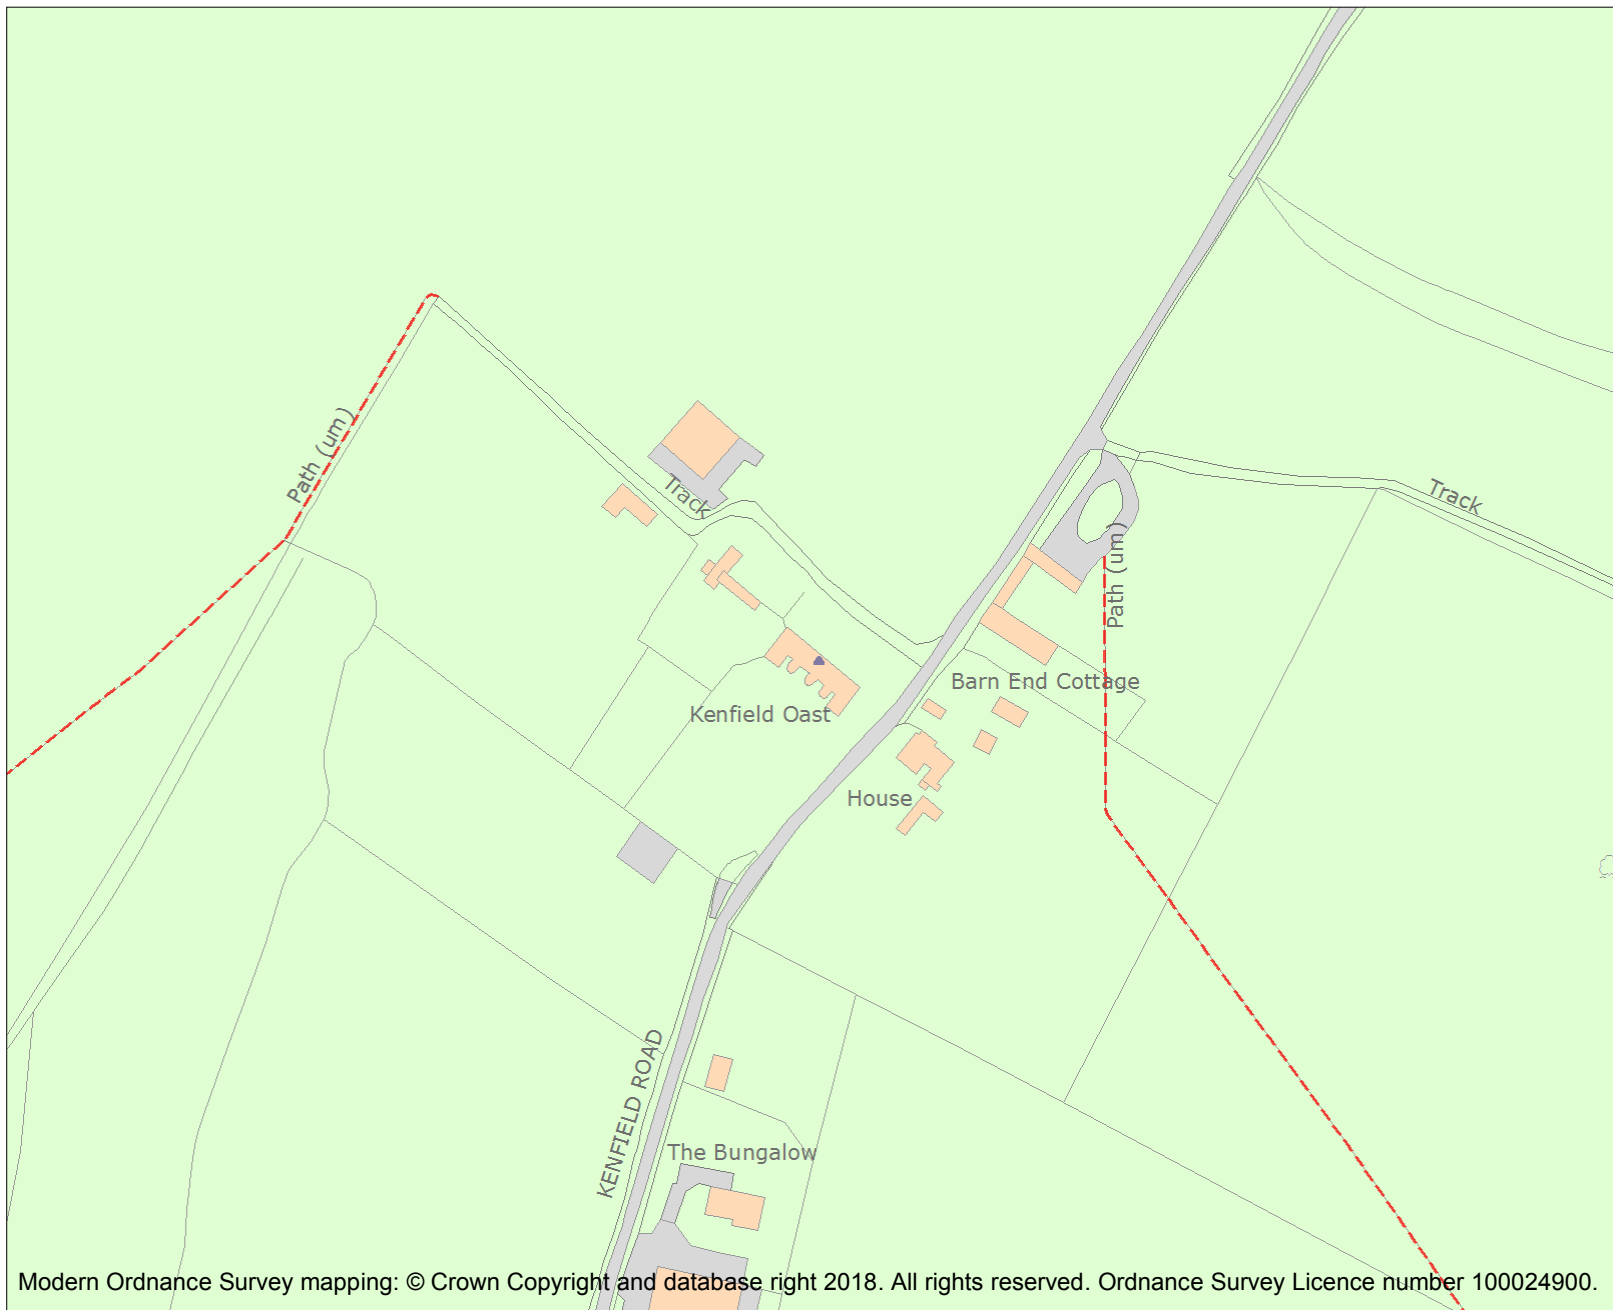 Path (um)
Track
Track
Path (um)
Barn End Cottage
Kenfield Oast
House
KENFIELD ROAD
The Bungalow
Modern Ordnance Survey mapping: © Crown Copyright and database right 2018. All rights reserved. Ordnance Survey Licence number 100024900.